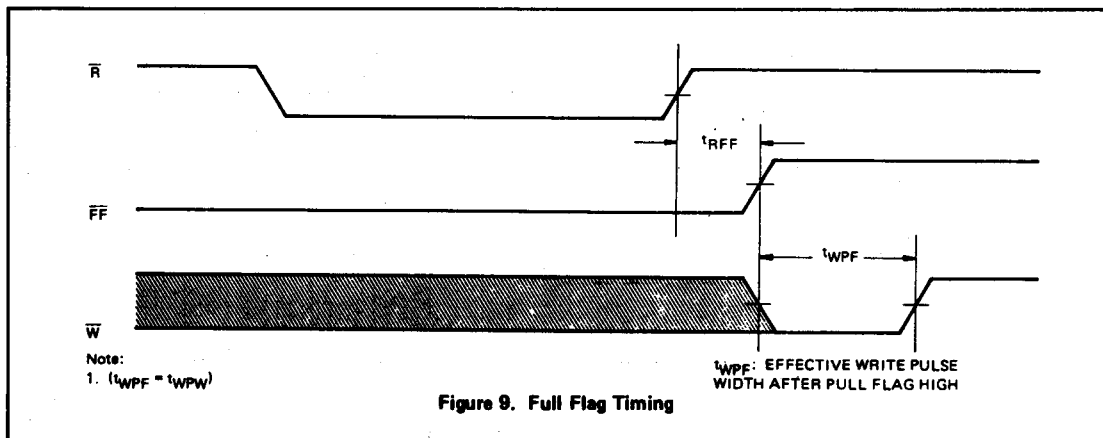 R̅
tRFF
F̅F̅
tWPF
W̅
Note:
1. (tWPF = tWPW)
tWPF: EFFECTIVE WRITE PULSE
WIDTH AFTER PULL FLAG HIGH
Figure 9. Full Flag Timing